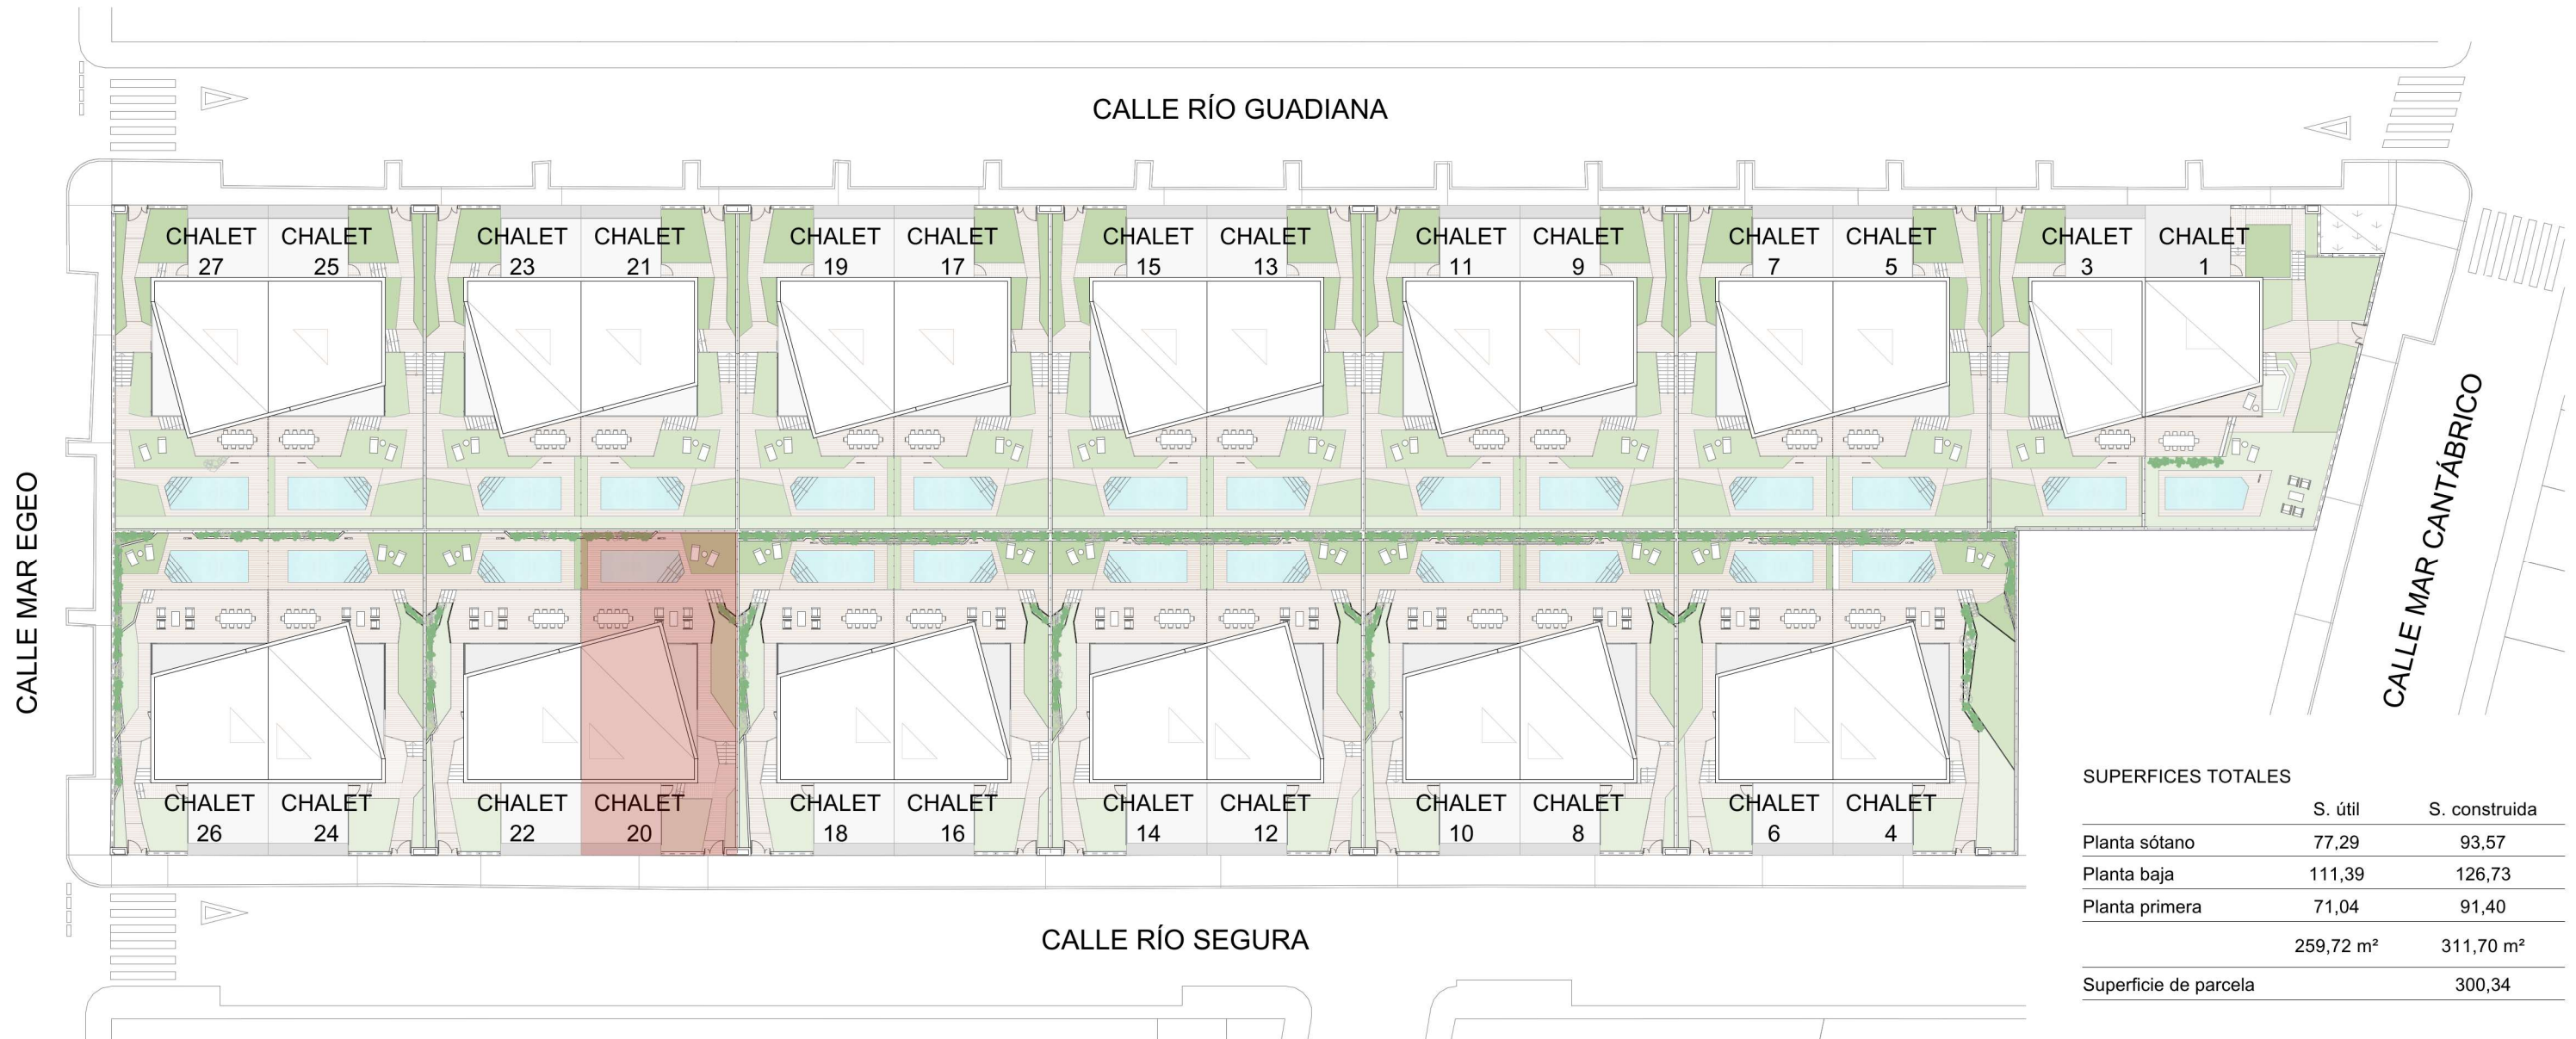 CALLE RÍO GUADIANA
CHALET 27
CHALET 25
CHALET 23
CHALET 21
CHALET 19
CHALET 17
CHALET 15
CHALET 13
CHALET 11
CHALET 9
CHALET 7
CHALET 5
CHALET 3
CHALET 1
CALLE MAR EGEO
CALLE MAR CANTÁBRICO
CHALET 26
CHALET 24
CHALET 22
CHALET 20
CHALET 18
CHALET 16
CHALET 14
CHALET 12
CHALET 10
CHALET 8
CHALET 6
CHALET 4
CALLE RÍO SEGURA
SUPERFICES TOTALES
S. útil S. construida
Planta sótano 77,29 93,57
Planta baja 111,39 126,73
Planta primera 71,04 91,40
259,72 m² 311,70 m²
Superficie de parcela 300,34